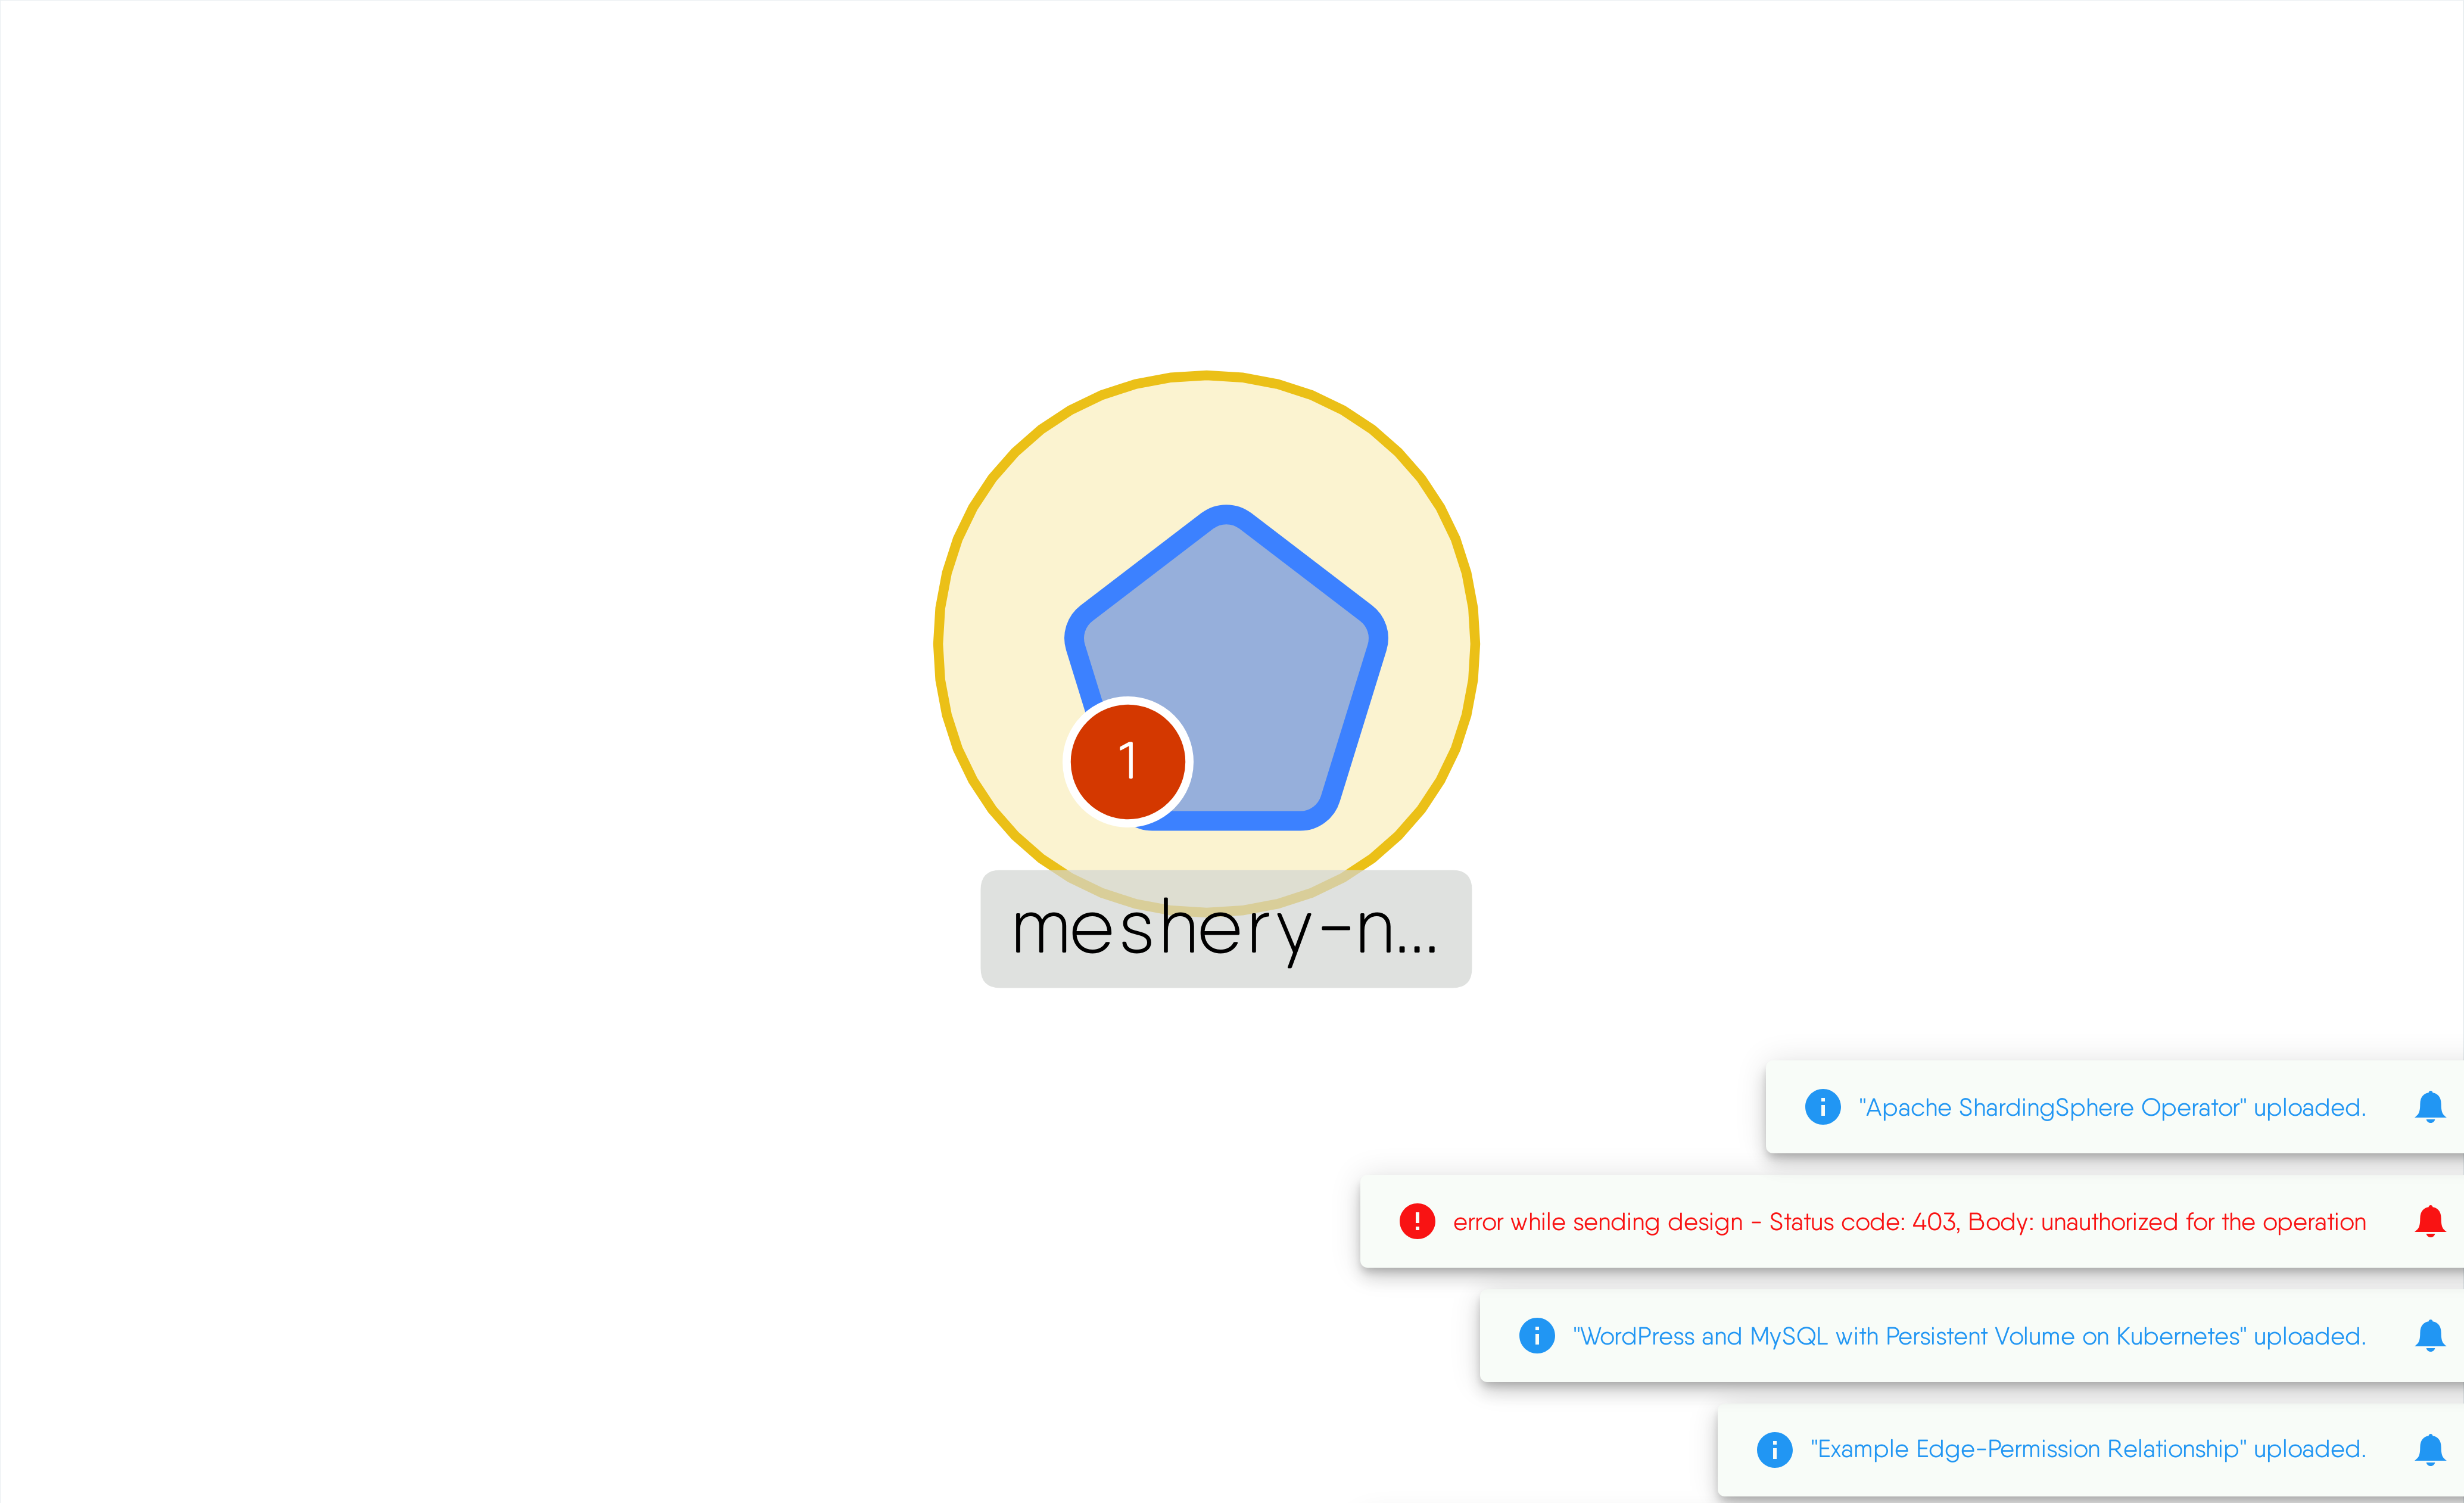 1
meshery-n...
"Apache ShardingSphere Operator" uploaded.
error while sending design - Status code: 403, Body: unauthorized for the operation
"WordPress and MySQL with Persistent Volume on Kubernetes" uploaded.
"Example Edge-Permission Relationship" uploaded.